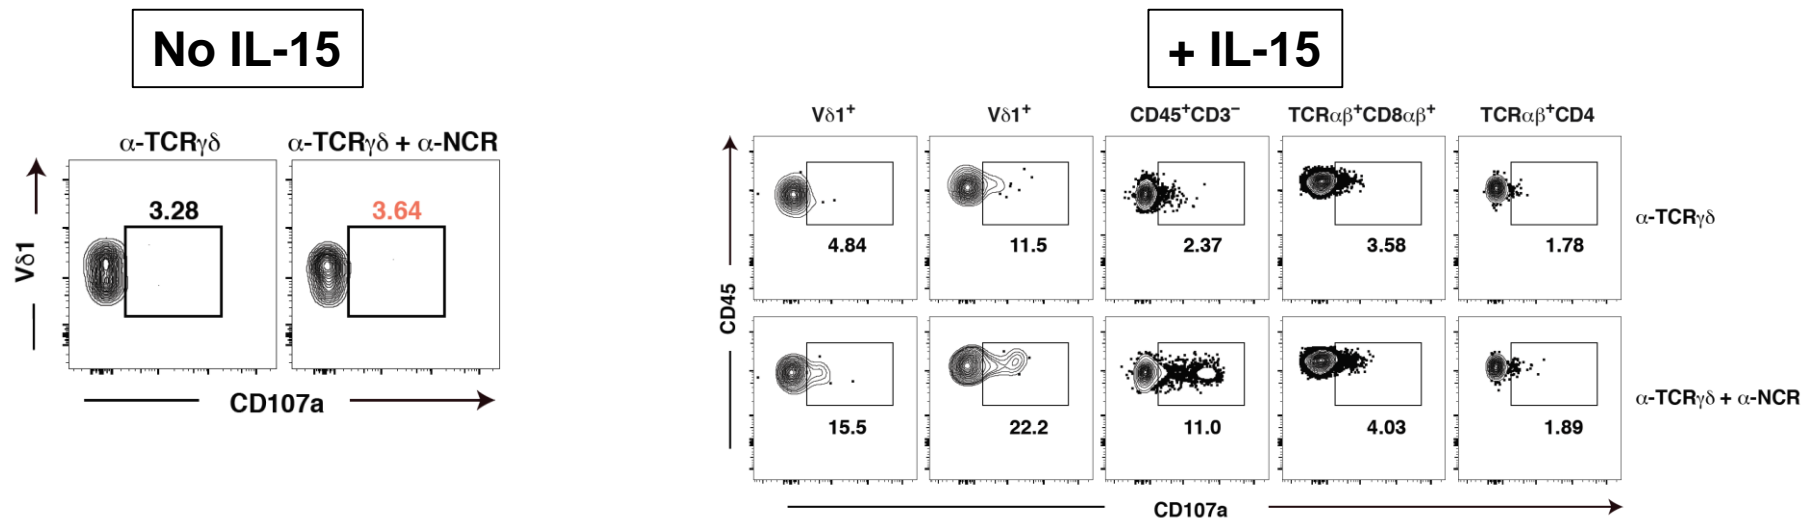 No IL-15
+ IL-15
α-TCRγδ
α-TCRγδ + α-NCR
3.28
3.64
Vδ1
CD107a
Vδ1⁺
Vδ1⁺
CD45⁺CD3⁻
TCRαβ⁺CD8αβ⁺
TCRαβ⁺CD4
4.84
11.5
2.37
3.58
1.78
α-TCRγδ
CD45
15.5
22.2
11.0
4.03
1.89
α-TCRγδ + α-NCR
CD107a